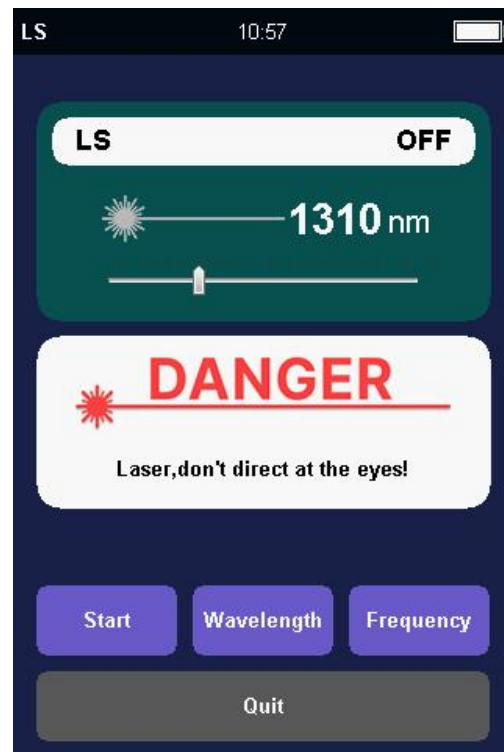 LS 10:57
LS OFF
1310 nm
DANGER
Laser,don't direct at the eyes!
Start Wavelength Frequency
Quit